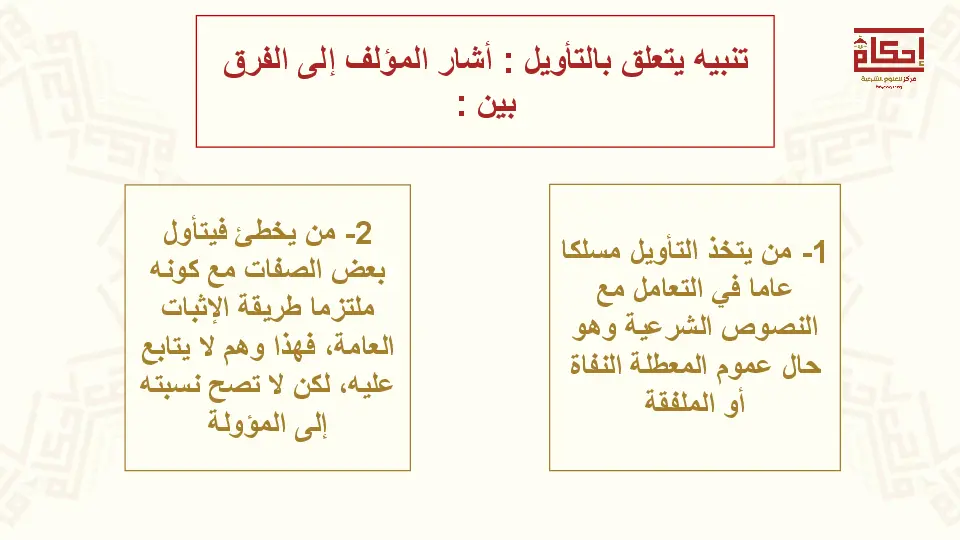 تنبيه يتعلق بالتأويل : أشار المؤلف إلى الفرق
بين :
إحكام
مركز للعلوم الشرعية
1- من يتخذ التأويل مسلكا
عاما في التعامل مع
النصوص الشرعية وهو
حال عموم المعطلة النفاة
أو الملفقة
2- من يخطئ فيتأول
بعض الصفات مع كونه
ملتزما طريقة الإثبات
العامة، فهذا وهم لا يتابع
عليه، لكن لا تصح نسبته
إلى المؤولة